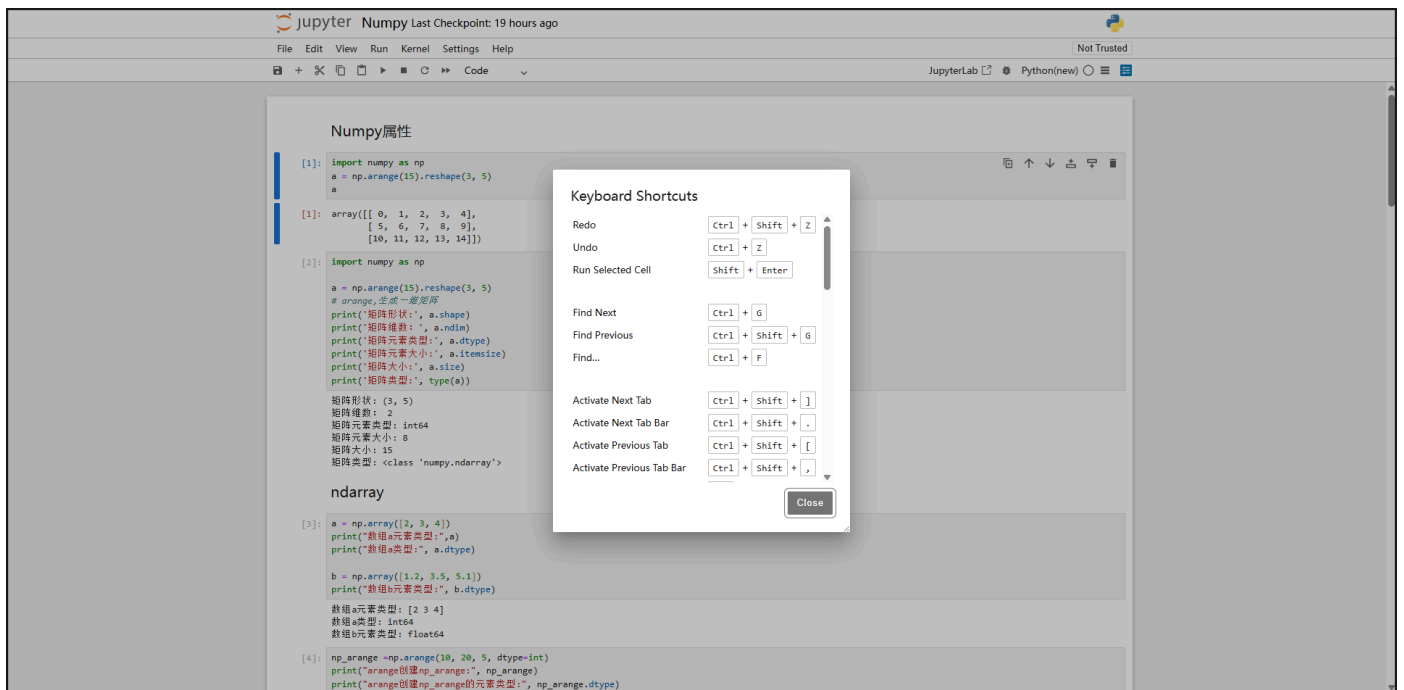 jupyter Numpy Last Checkpoint: 19 hours ago
File Edit View Run Kernel Settings Help
Not Trusted
Code
JupyterLab
Python(new)
Numpy属性
[1]: import numpy as np
a = np.arange(15).reshape(3, 5)
a
[1]: array([[ 0, 1, 2, 3, 4],
[ 5, 6, 7, 8, 9],
[10, 11, 12, 13, 14]])
[2]: import numpy as np
a = np.arange(15).reshape(3, 5)
# arange,生成一维矩阵
print('矩阵形状:', a.shape)
print('矩阵维数: ', a.ndim)
print('矩阵元素类型:', a.dtype)
print('矩阵元素大小:', a.itemsize)
print('矩阵大小:', a.size)
print('矩阵类型:', type(a))
矩阵形状: (3, 5)
矩阵维数: 2
矩阵元素类型: int64
矩阵元素大小: 8
矩阵大小: 15
矩阵类型: <class 'numpy.ndarray'>
ndarray
[3]: a = np.array([2, 3, 4])
print("数组a元素类型:",a)
print("数组a类型:", a.dtype)
b = np.array([1.2, 3.5, 5.1])
print("数组b元素类型:", b.dtype)
数组a元素类型: [2 3 4]
数组a类型: int64
数组b元素类型: float64
[4]: np_arange =np.arange(10, 20, 5, dtype=int)
print("arange创建np_arange:", np_arange)
print("arange创建np_arange的元素类型:", np_arange.dtype)
Keyboard Shortcuts
Redo Ctrl + Shift + Z
Undo Ctrl + Z
Run Selected Cell Shift + Enter
Find Next Ctrl + G
Find Previous Ctrl + Shift + G
Find... Ctrl + F
Activate Next Tab Ctrl + Shift + ]
Activate Next Tab Bar Ctrl + Shift + .
Activate Previous Tab Ctrl + Shift + [
Activate Previous Tab Bar Ctrl + Shift + ,
Close